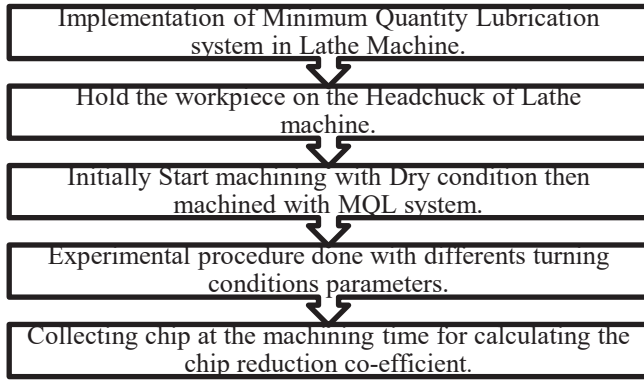 Implementation of Minimum Quantity Lubrication
system in Lathe Machine.
Hold the workpiece on the Headchuck of Lathe
machine.
Initially Start machining with Dry condition then
machined with MQL system.
Experimental procedure done with differents turning
conditions parameters.
Collecting chip at the machining time for calculating the
chip reduction co-efficient.